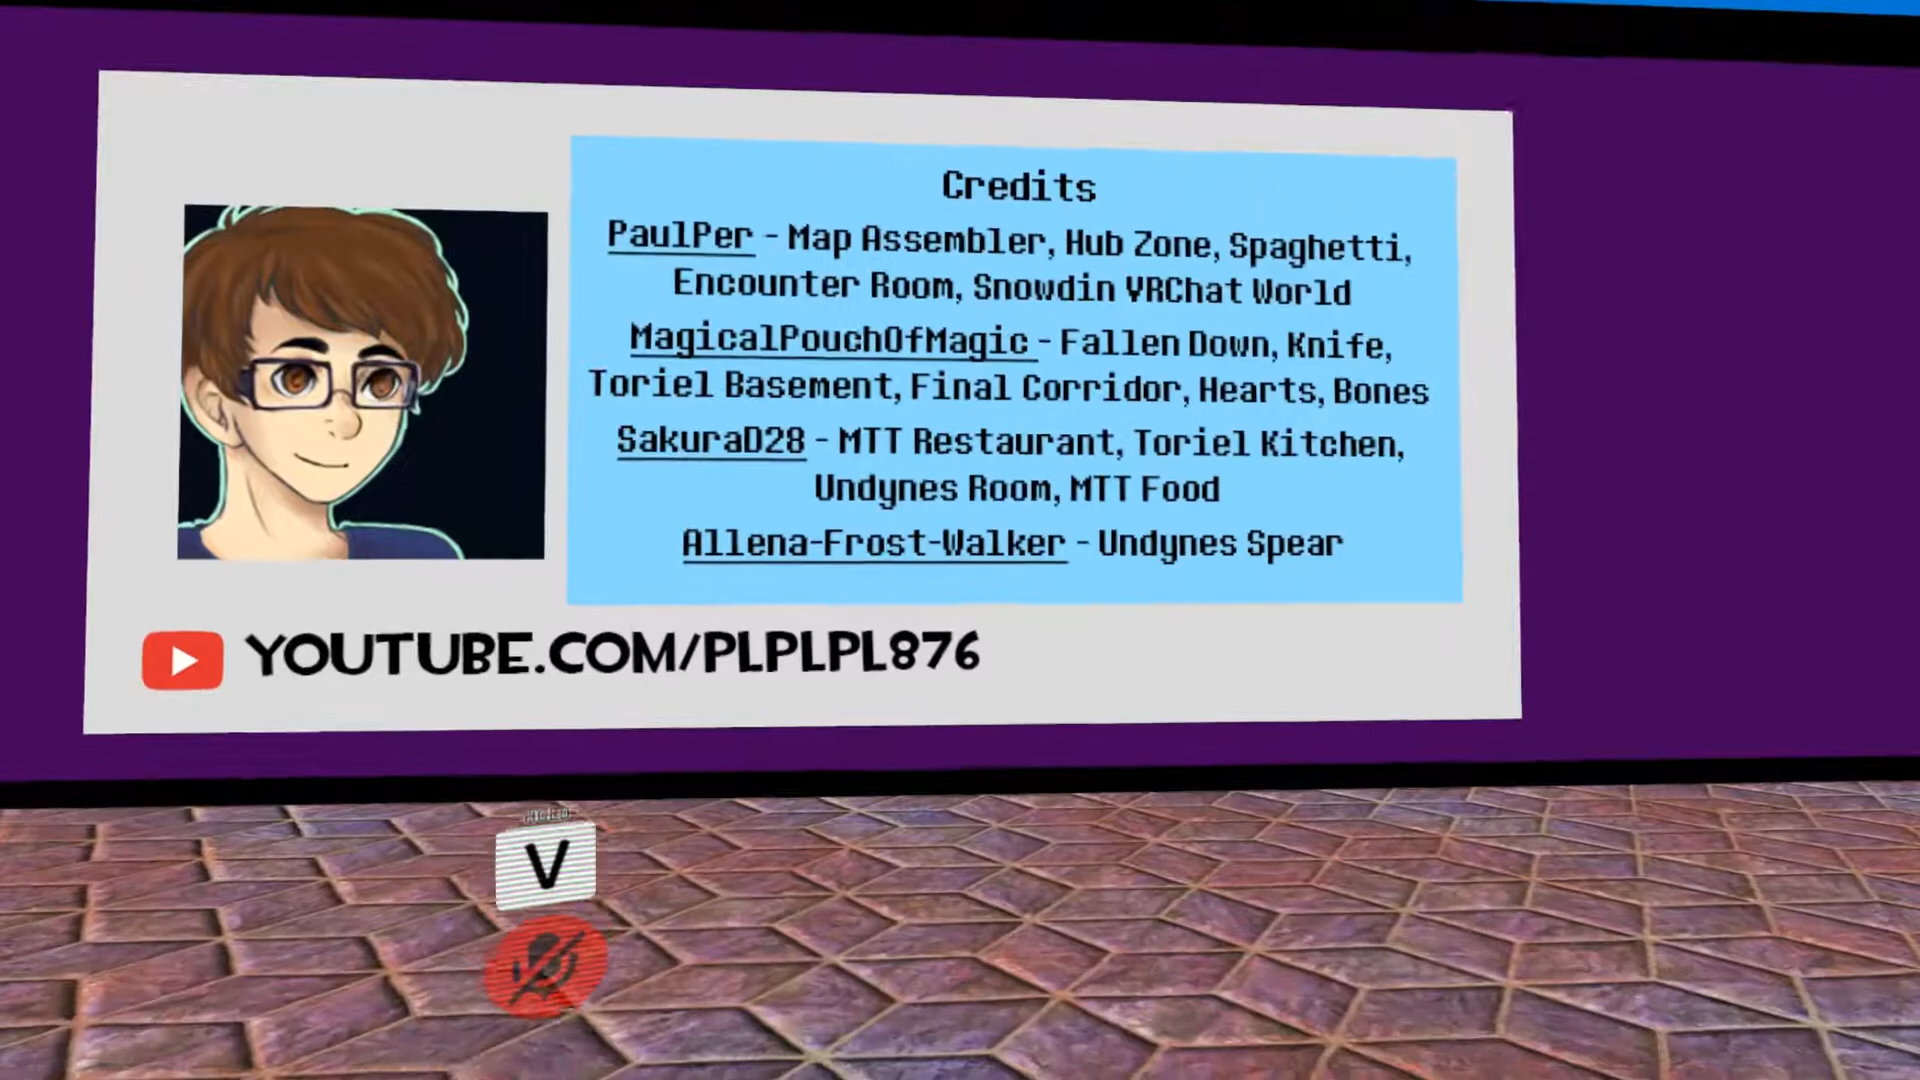 Credits
PaulPer - Map Assembler, Hub Zone, Spaghetti,
Encounter Room, Snowdin VRChat World
MagicalPouchOfMagic - Fallen Down, Knife,
Toriel Basement, Final Corridor, Hearts, Bones
SakuraD28 - MTT Restaurant, Toriel Kitchen,
Undynes Room, MTT Food
Allena-Frost-Walker - Undynes Spear
YOUTUBE.COM/PLPLPL876
V